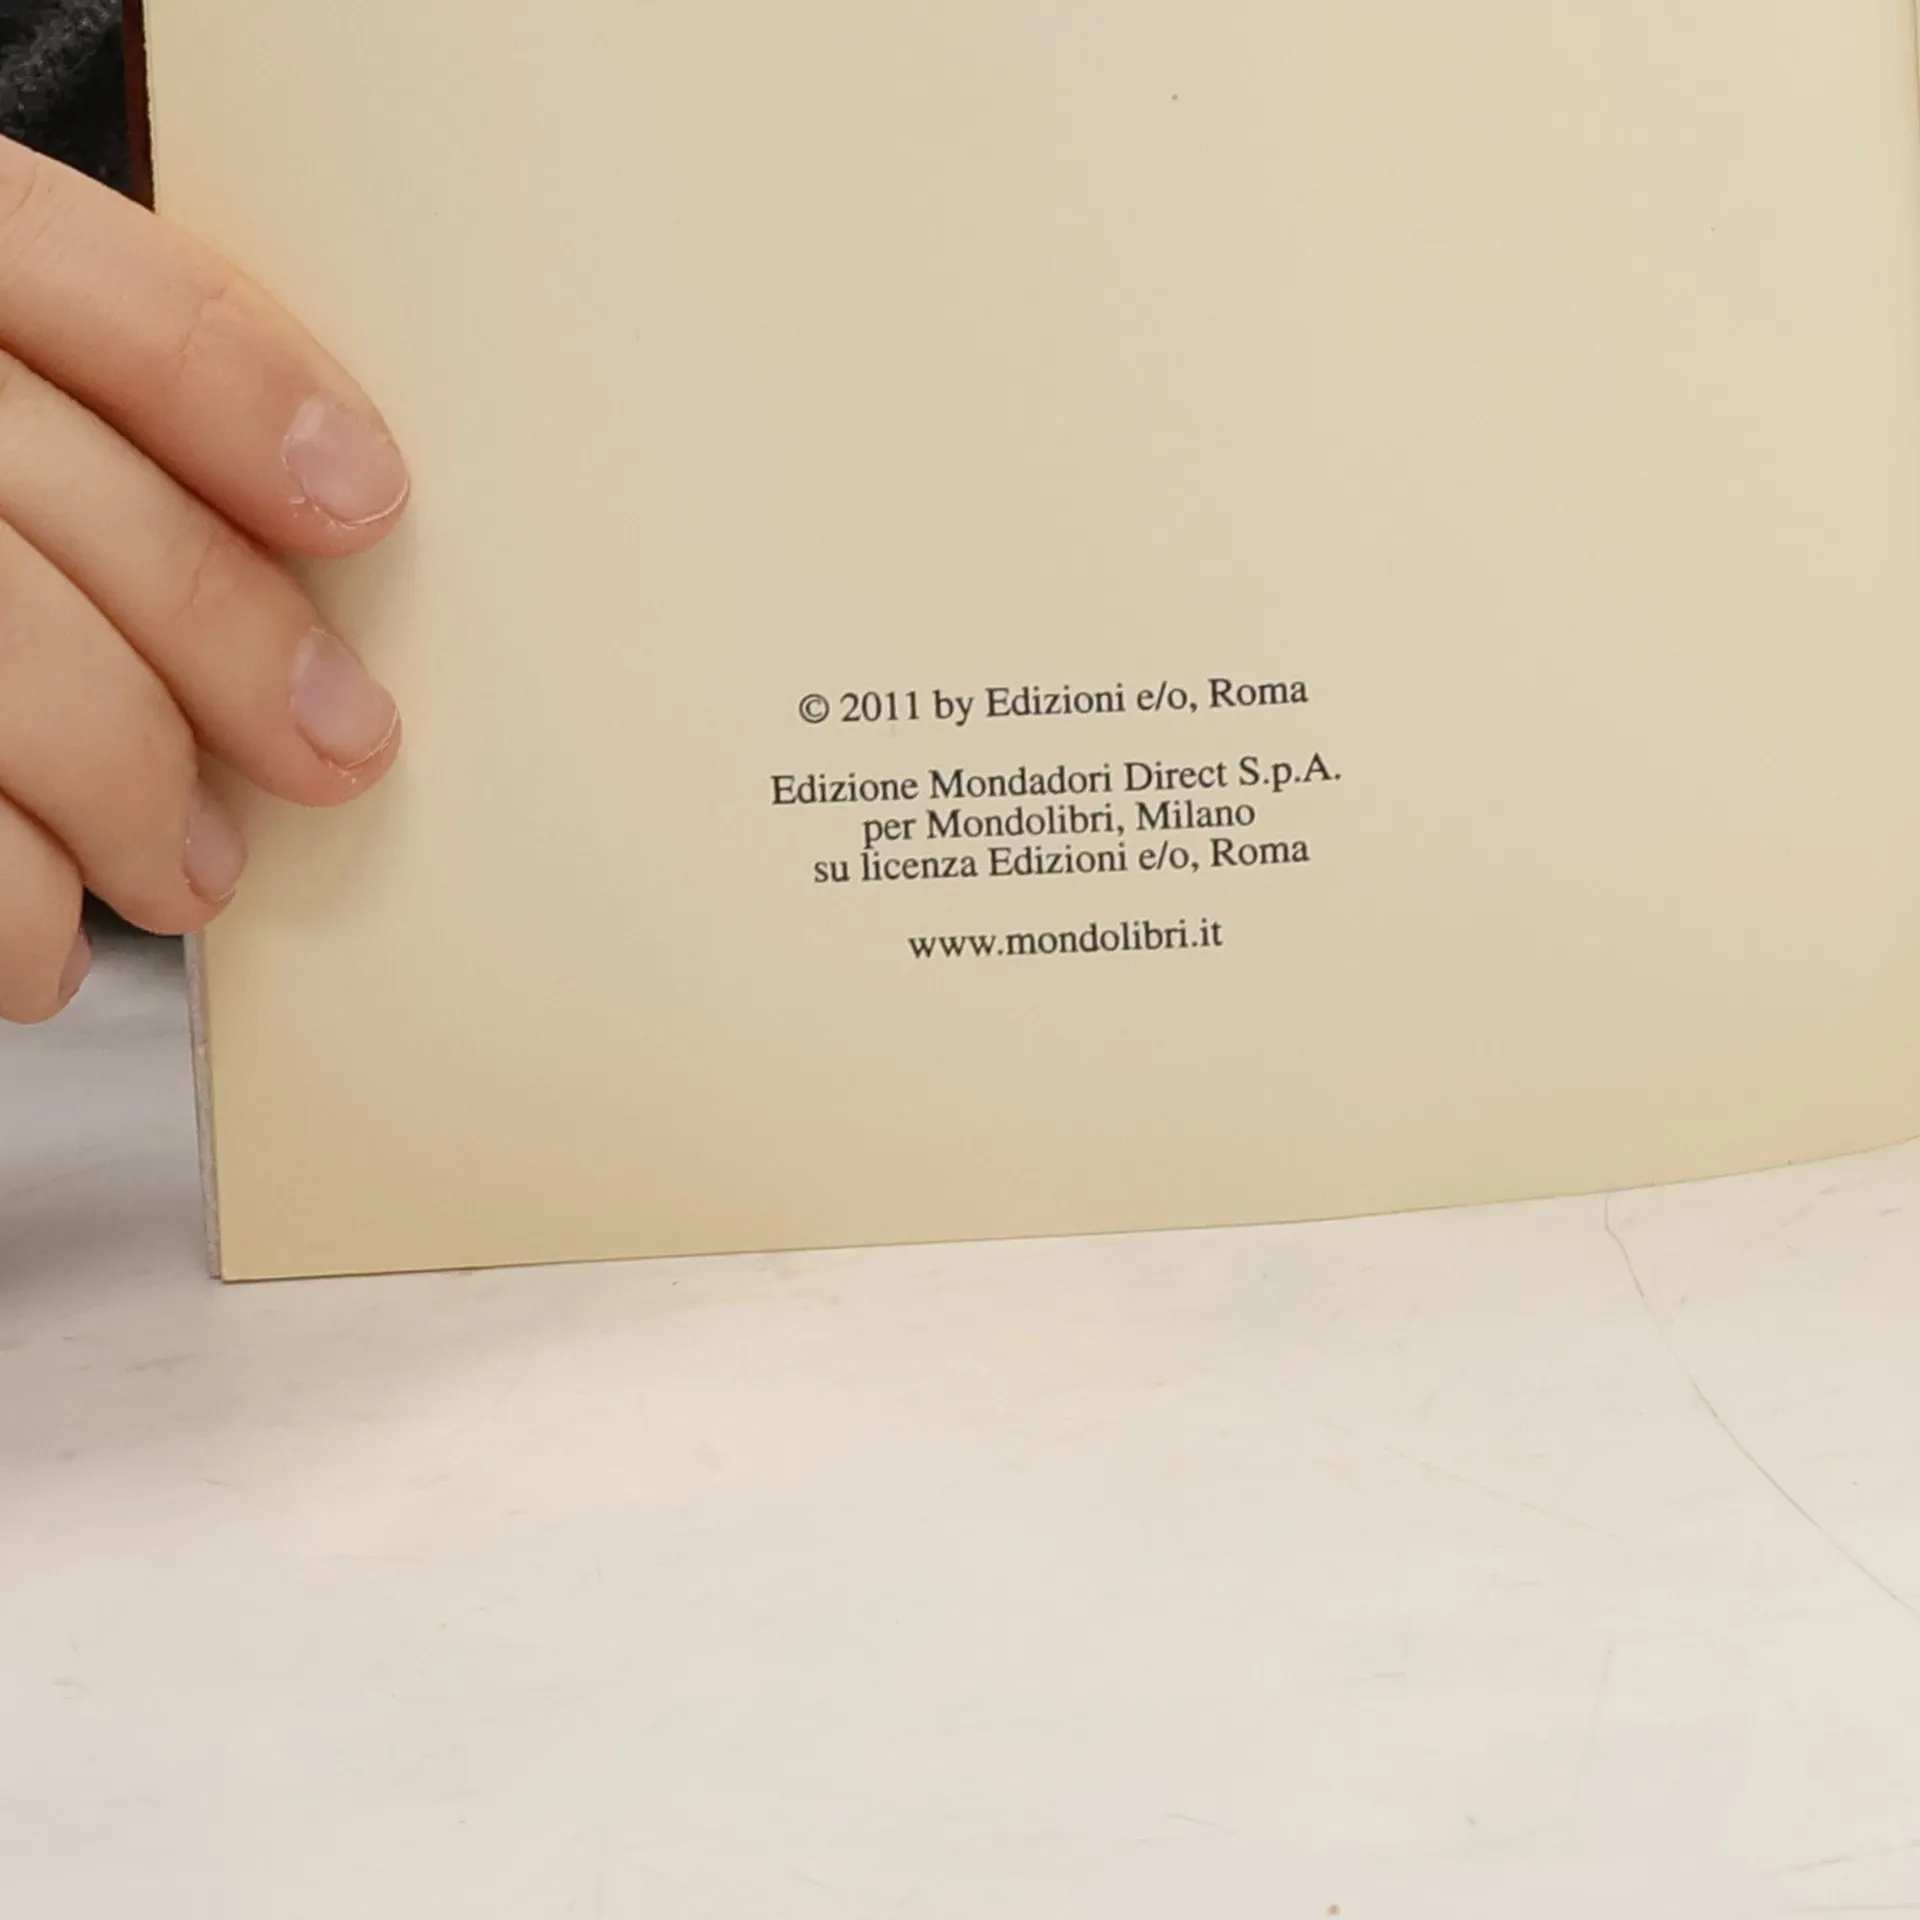 © 2011 by Edizioni e/o, Roma
Edizione Mondadori Direct S.p.A.
per Mondolibri, Milano
su licenza Edizioni e/o, Roma
www.mondolibri.it